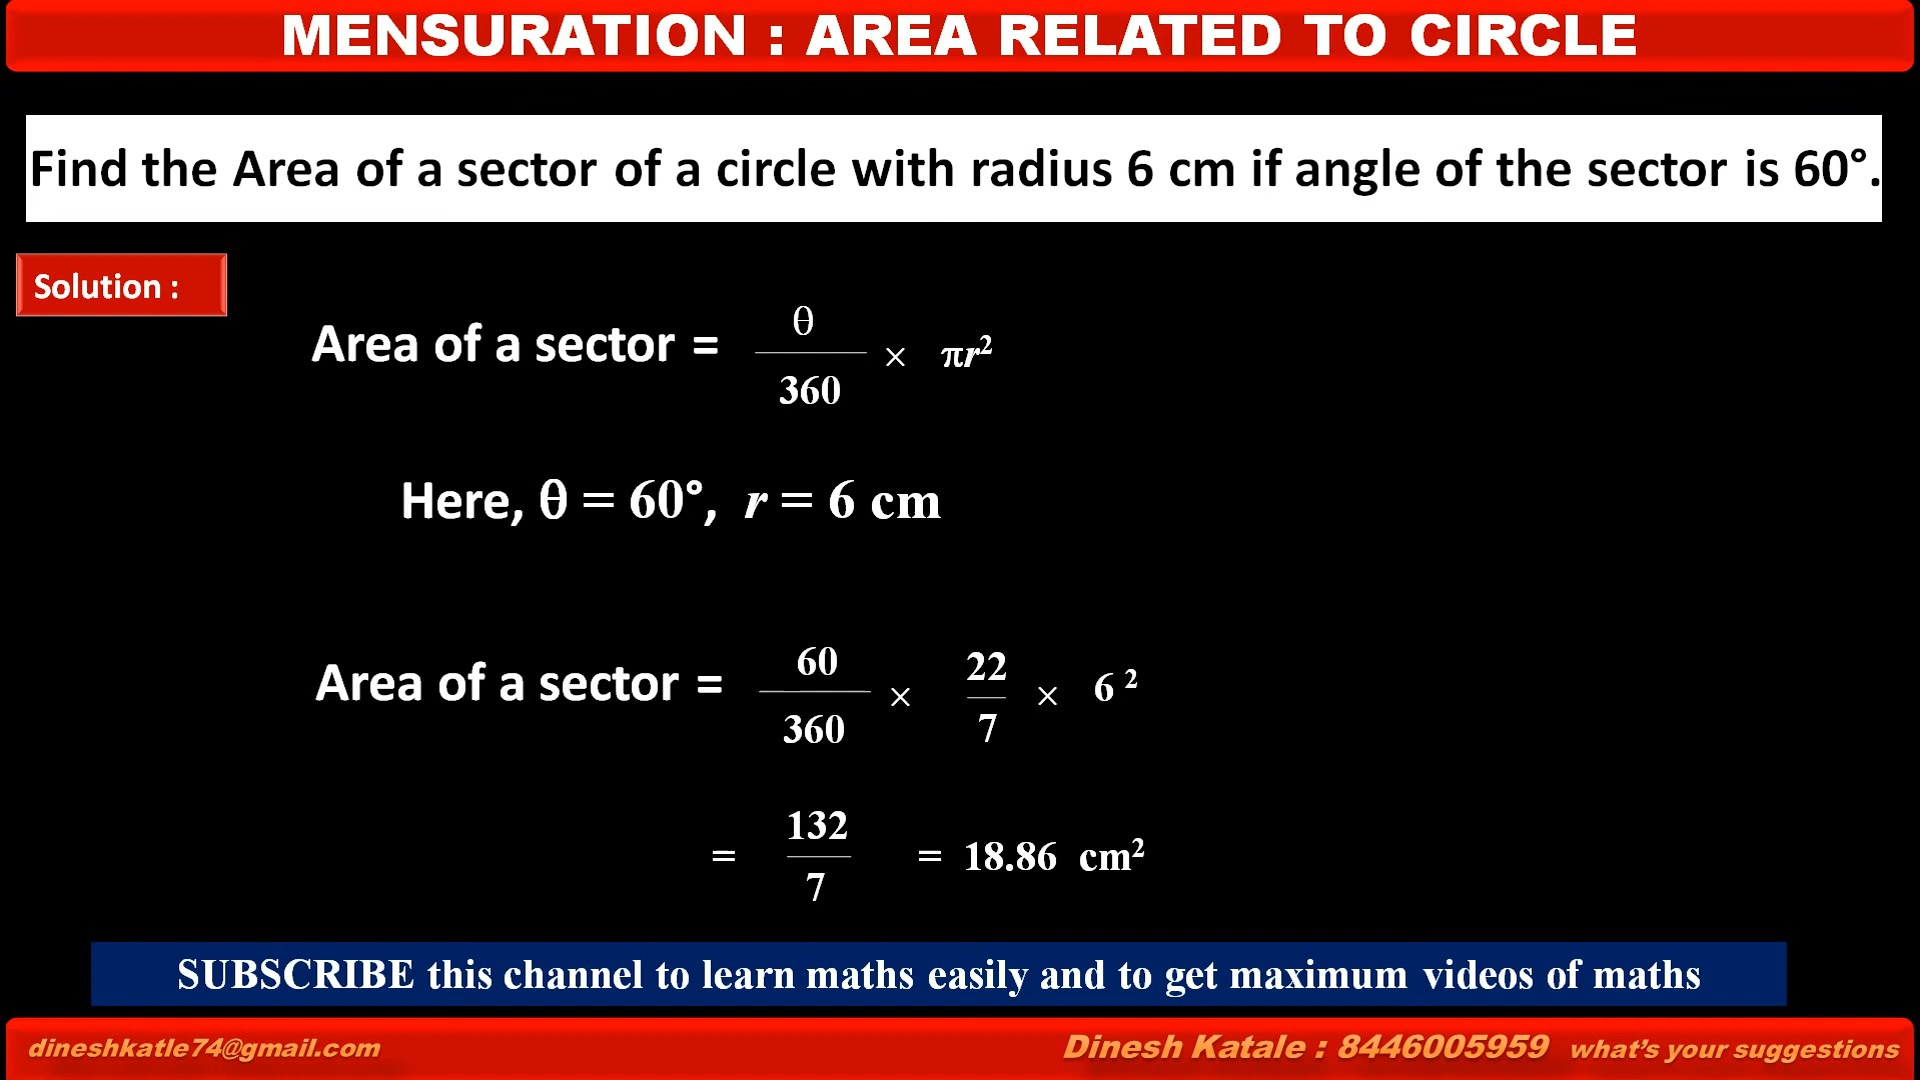 MENSURATION : AREA RELATED TO CIRCLE
Find the Area of a sector of a circle with radius 6 cm if angle of the sector is 60°.
Solution :
Area of a sector = θ/360 × πr²
Here, θ = 60°, r = 6 cm
Area of a sector = 60/360 × 22/7 × 6 ²
= 132/7 = 18.86 cm²
SUBSCRIBE this channel to learn maths easily and to get maximum videos of maths
dineshkatle74@gmail.com Dinesh Katale : 8446005959 what's your suggestions